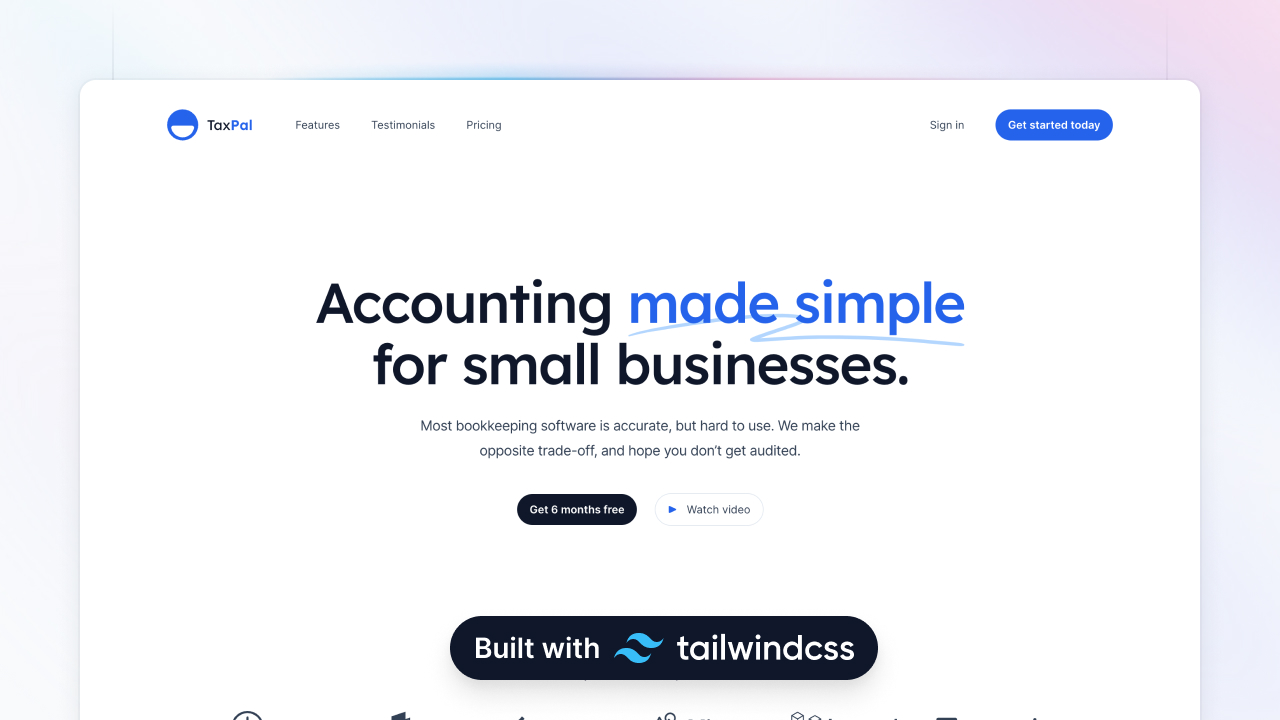 TaxPal
Features
Testimonials
Pricing
Sign in
Get started today
Accounting made simple
for small businesses.
Most bookkeeping software is accurate, but hard to use. We make the
opposite trade-off, and hope you don’t get audited.
Get 6 months free
Watch video
Built with tailwindcss